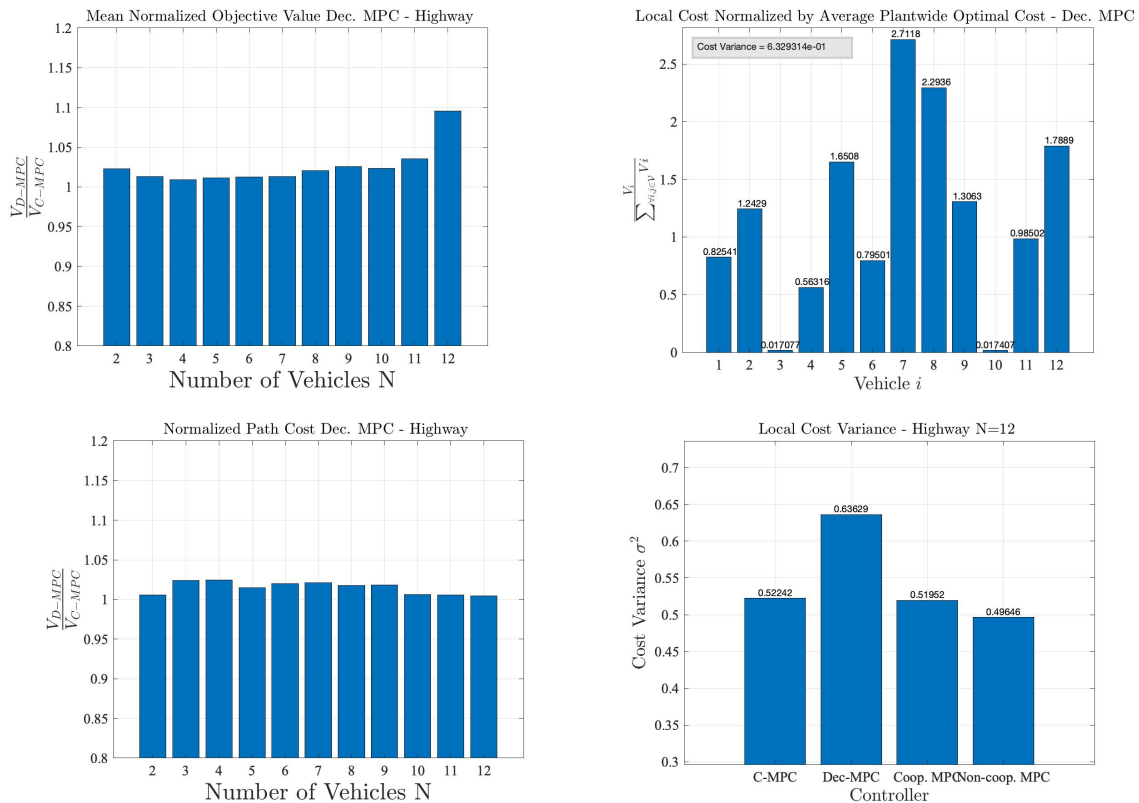 Mean Normalized Objective Value Dec. MPC - Highway
1.2
1.15
1.1
1.05
1
0.95
0.9
0.85
0.8
V_{D−MPC}
V_{C−MPC}
2 3 4 5 6 7 8 9 10 11 12
Number of Vehicles N
Local Cost Normalized by Average Plantwide Optimal Cost - Dec. MPC
Cost Variance = 6.329314e-01
2.5
2
1.5
1
0.5
0
V_i
∑_{∀i,j∈𝒱} Vi
0.82541
1.2429
0.017077
0.56316
1.6508
0.79501
2.7118
2.2936
1.3063
0.017407
0.98502
1.7889
1 2 3 4 5 6 7 8 9 10 11 12
Vehicle i
Normalized Path Cost Dec. MPC - Highway
1.2
1.15
1.1
1.05
1
0.95
0.9
0.85
0.8
V_{D−MPC}
V_{C−MPC}
2 3 4 5 6 7 8 9 10 11 12
Number of Vehicles N
Local Cost Variance - Highway N=12
0.7
0.65
0.6
0.55
0.5
0.45
0.4
0.35
0.3
Cost Variance σ²
0.52242
0.63629
0.51952
0.49646
C-MPC Dec-MPC Coop. MPC Non-coop. MPC
Controller